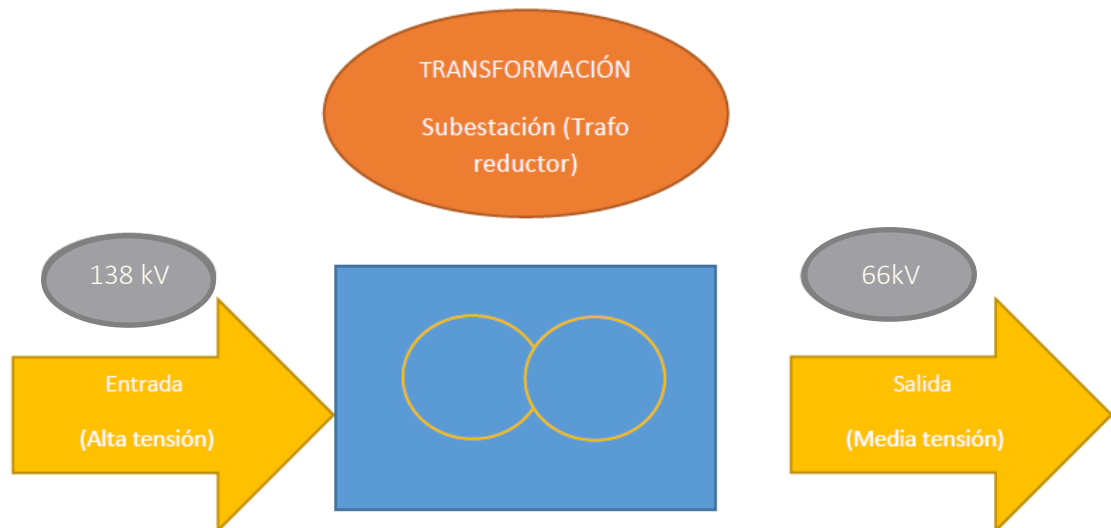 TRANSFORMACIÓN
Subestación (Trafo
reductor)
138 kV
66kV
Entrada
(Alta tensión)
Salida
(Media tensión)